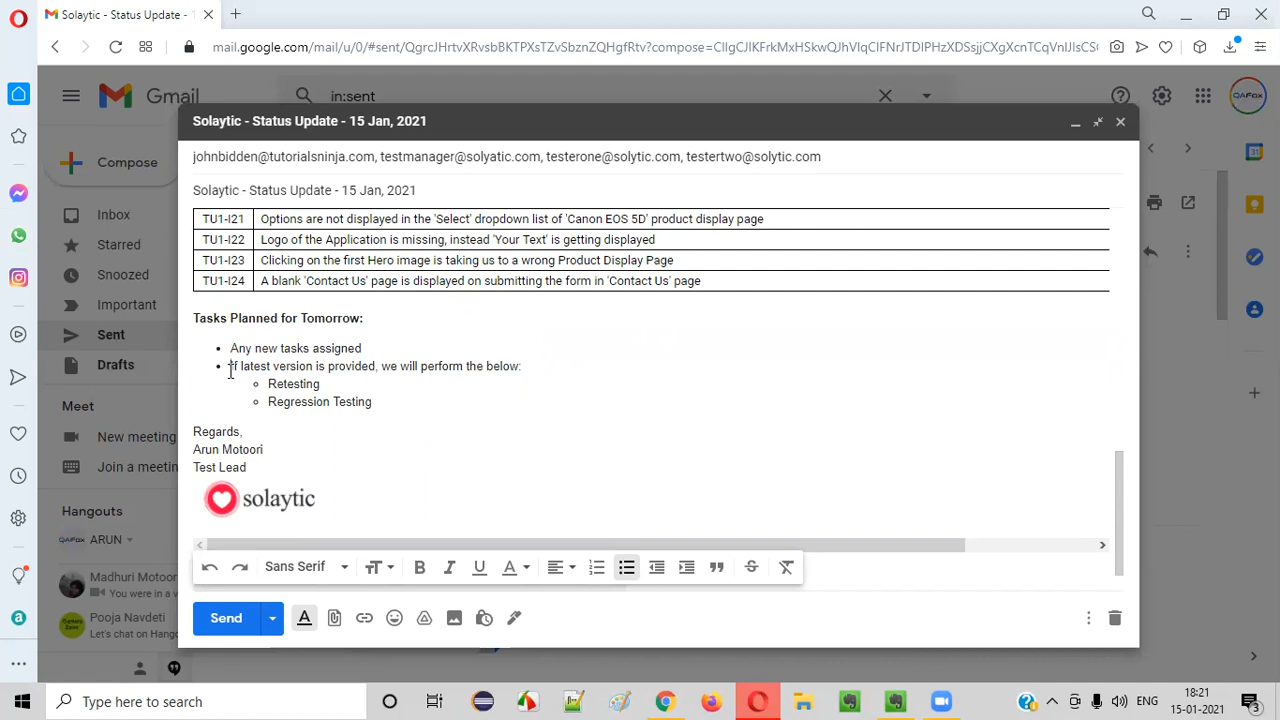 Solaytic - Status Update -
mail.google.com/mail/u/0/#sent/QgrcJHrtvXRvsbBKTPXsTZvSbznZQHgfRtv?compose=CllgCJlKFrkMxHSkwQJhVlqClFNrJTDlPHzXDSsjjCXgXcnTCqVnlJlsCS
Gmail
in:sent
QAFox
Compose
Solaytic - Status Update - 15 Jan, 2021
johnbidden@tutorialsninja.com, testmanager@solyatic.com, testerone@solytic.com, testertwo@solytic.com
Solaytic - Status Update - 15 Jan, 2021
Inbox
Starred
Snoozed
Important
Sent
Drafts
Meet
New meeting
Join a meetin
Hangouts
ARUN
Madhuri Motoor
You were in a v
Pooja Navdeti
Let's chat on Hango
TU1-I21 Options are not displayed in the 'Select' dropdown list of 'Canon EOS 5D' product display page
TU1-I22 Logo of the Application is missing, instead 'Your Text' is getting displayed
TU1-I23 Clicking on the first Hero image is taking us to a wrong Product Display Page
TU1-I24 A blank 'Contact Us' page is displayed on submitting the form in 'Contact Us' page
Tasks Planned for Tomorrow:
• Any new tasks assigned
• If latest version is provided, we will perform the below:
Retesting
Regression Testing
Regards,
Arun Motoori
Test Lead
solaytic
Sans Serif
Send
Type here to search
ENG
18:21
15-01-2021
3